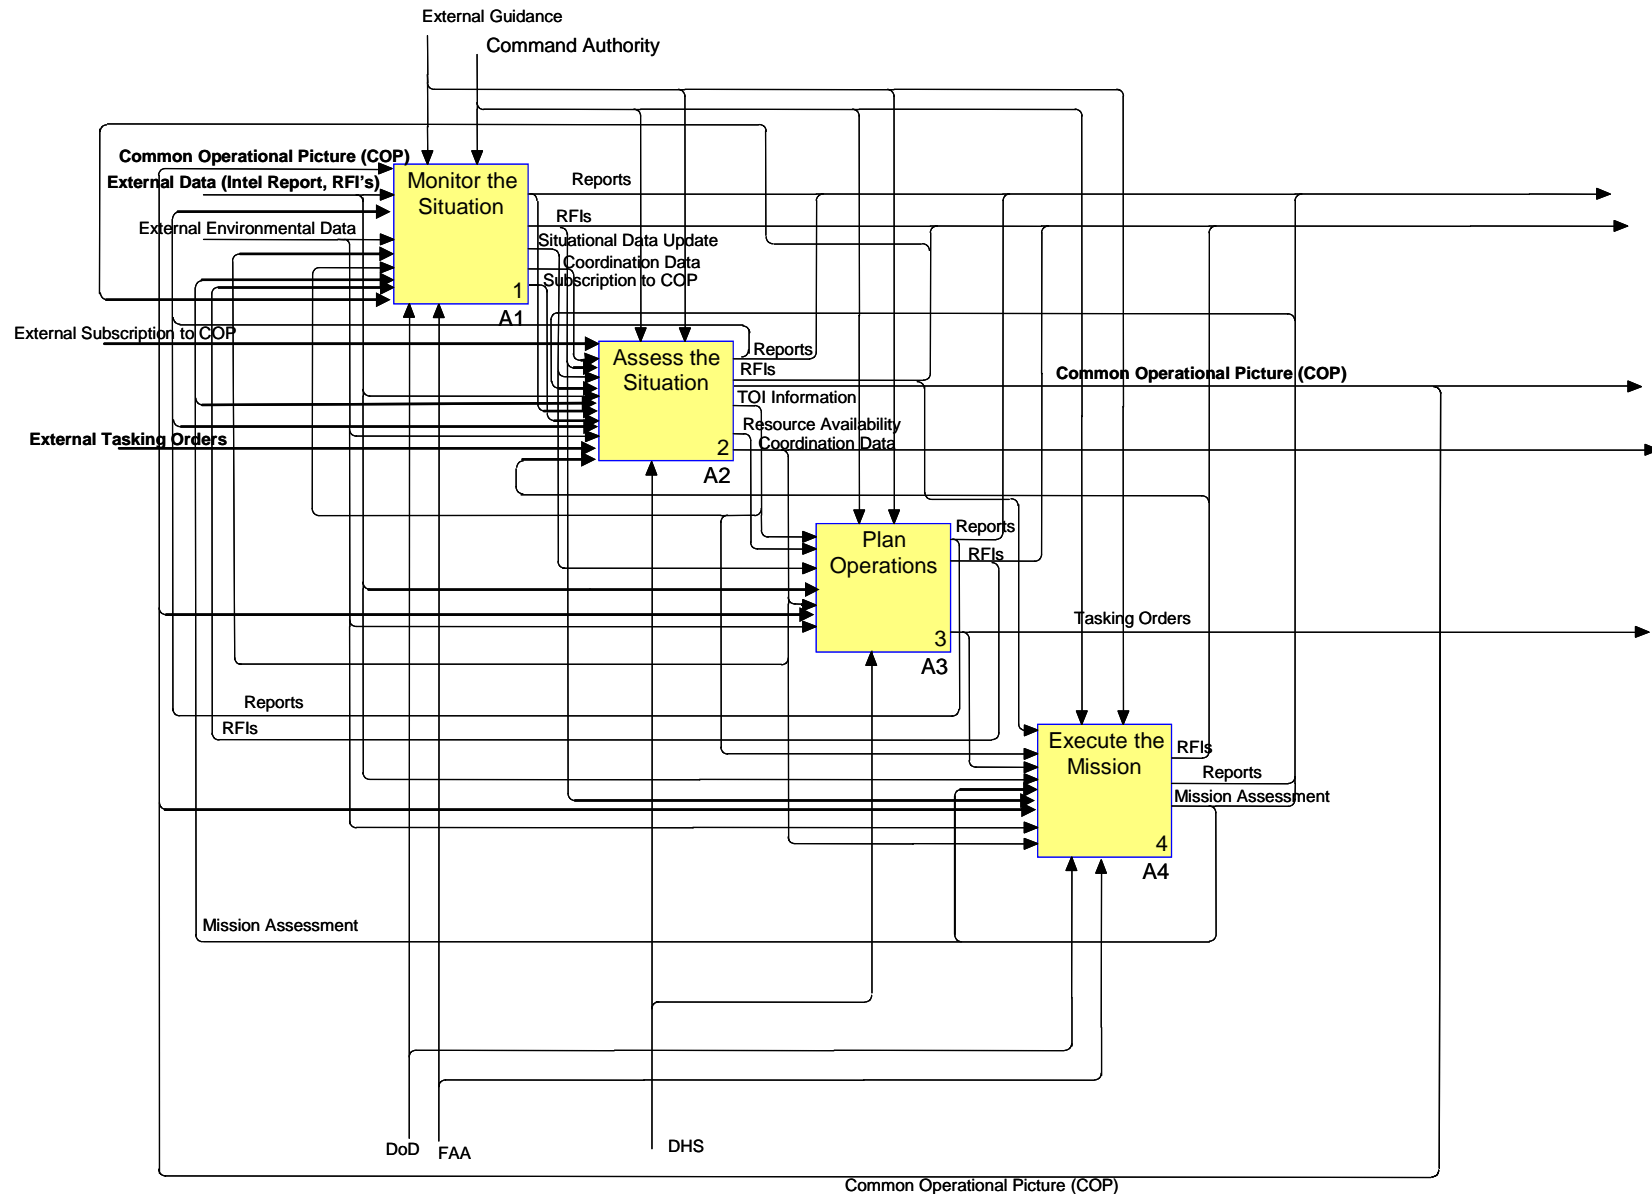 External Guidance
Command Authority
Common Operational Picture (COP)
External Data (Intel Report, RFI's)
External Environmental Data
Monitor the
Situation
1
A1
Reports
RFIs
Situational Data Update
Coordination Data
Subscription to COP
External Subscription to COP
External Tasking Orders
Assess the
Situation
2
A2
Reports
RFIs
TOI Information
Resource Availability
Coordination Data
Common Operational Picture (COP)
Plan
Operations
3
A3
Reports
RFIs
Tasking Orders
Reports
RFIs
Execute the
Mission
4
A4
RFIs
Reports
Mission Assessment
Mission Assessment
DoD
FAA
DHS
Common Operational Picture (COP)